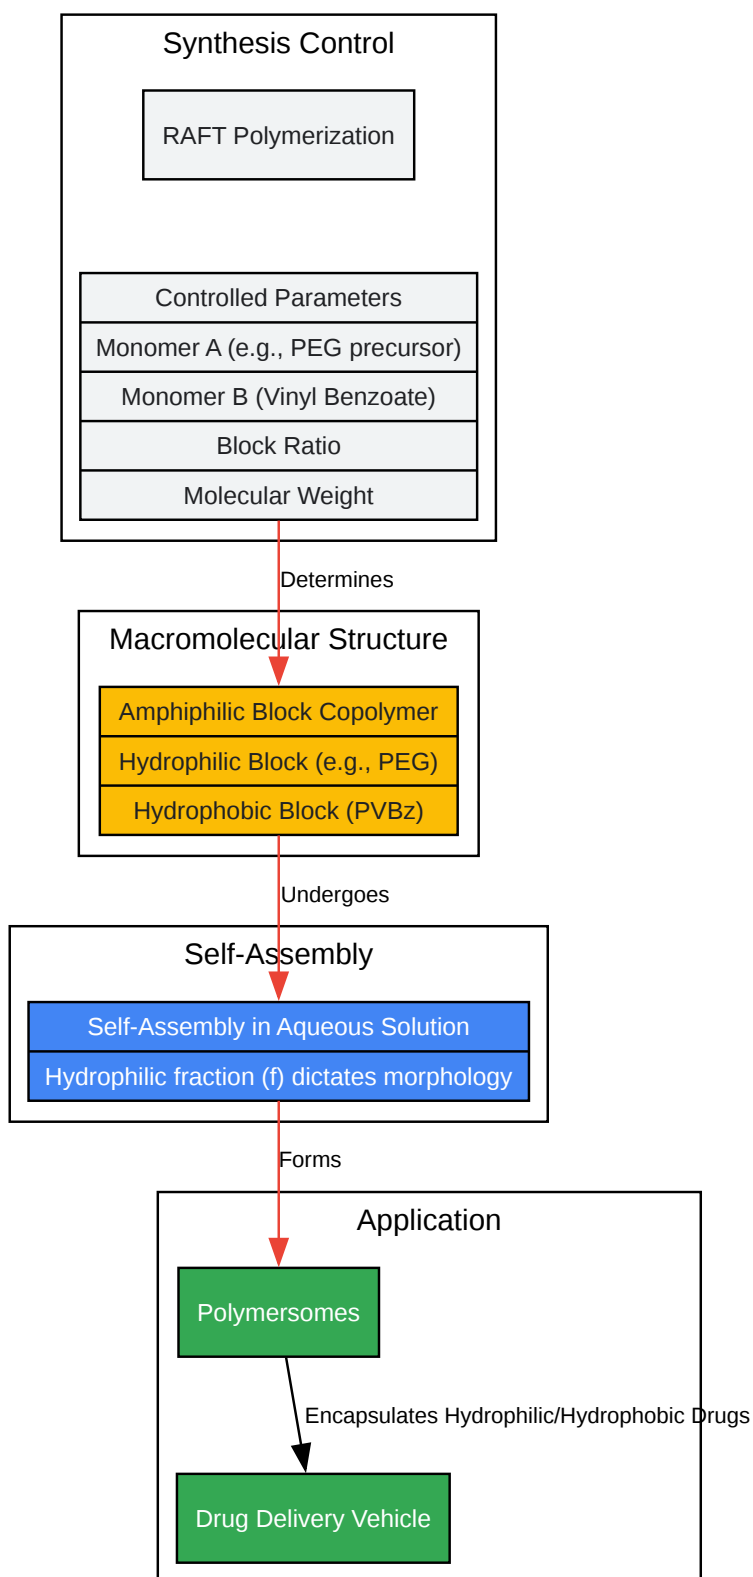 Synthesis Control
RAFT Polymerization
Controlled Parameters
Monomer A (e.g., PEG precursor)
Monomer B (Vinyl Benzoate)
Block Ratio
Molecular Weight
Determines
Macromolecular Structure
Amphiphilic Block Copolymer
Hydrophilic Block (e.g., PEG)
Hydrophobic Block (PVBz)
Undergoes
Self-Assembly
Self-Assembly in Aqueous Solution
Hydrophilic fraction (f) dictates morphology
Forms
Application
Polymersomes
Encapsulates Hydrophilic/Hydrophobic Drugs
Drug Delivery Vehicle